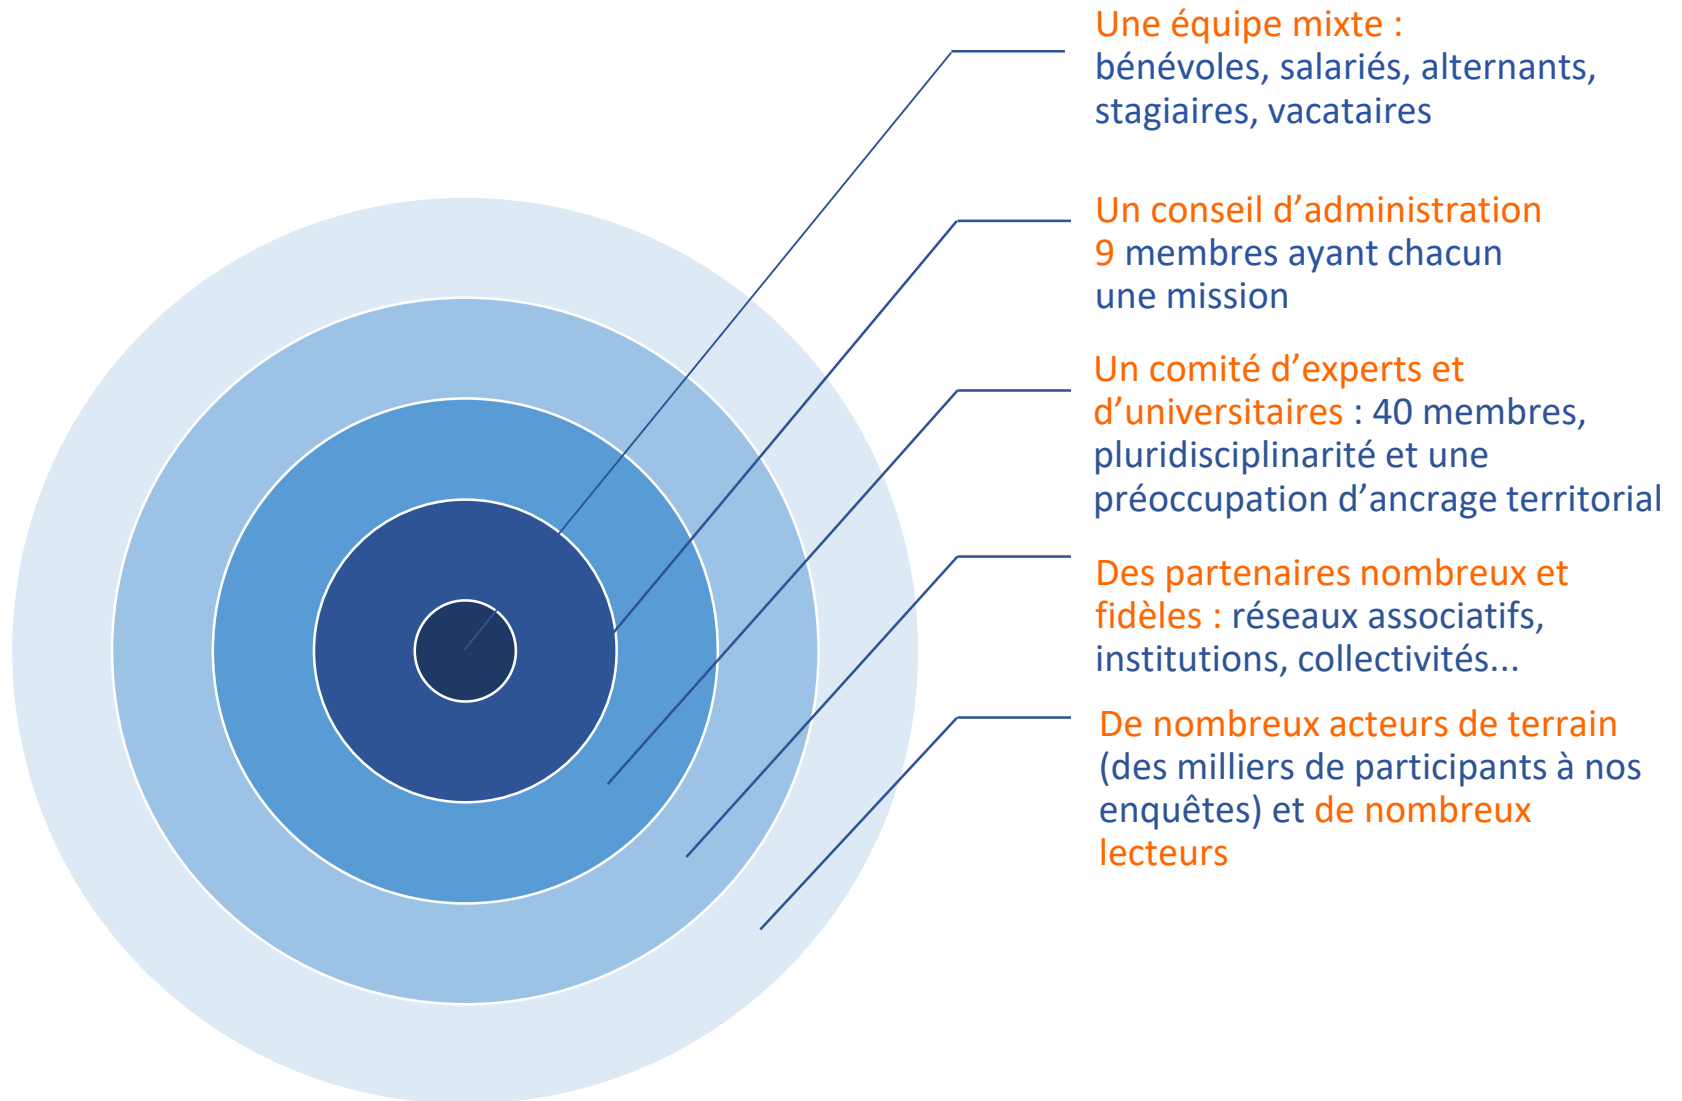 Une équipe mixte :
bénévoles, salariés, alternants,
stagiaires, vacataires
Un conseil d’administration
9 membres ayant chacun
une mission
Un comité d’experts et
d’universitaires : 40 membres,
pluridisciplinarité et une
préoccupation d’ancrage territorial
Des partenaires nombreux et
fidèles : réseaux associatifs,
institutions, collectivités...
De nombreux acteurs de terrain
(des milliers de participants à nos
enquêtes) et de nombreux
lecteurs